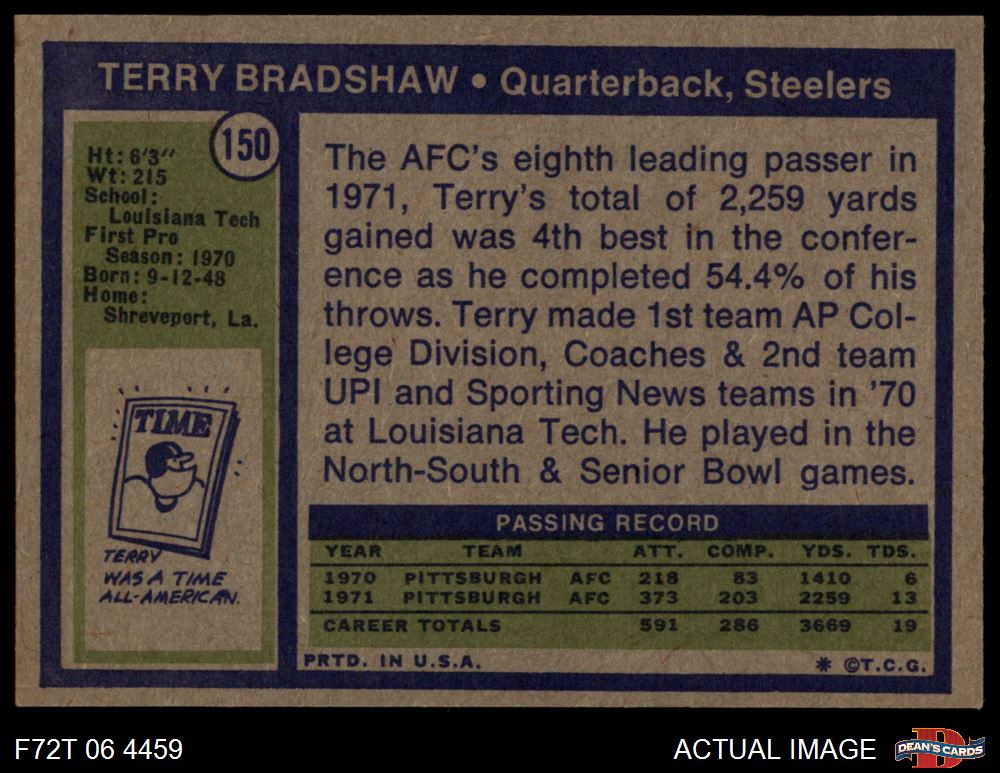 TERRY BRADSHAW • Quarterback, Steelers
150
Ht: 6'3"
Wt: 215
School:
Louisiana Tech
First Pro
Season: 1970
Born: 9-12-48
Home:
Shreveport, La.
TIME
TERRY
WAS A TIME
ALL-AMERICAN.
The AFC's eighth leading passer in
1971, Terry's total of 2,259 yards
gained was 4th best in the confer-
ence as he completed 54.4% of his
throws. Terry made 1st team AP Col-
lege Division, Coaches & 2nd team
UPI and Sporting News teams in '70
at Louisiana Tech. He played in the
North-South & Senior Bowl games.
PASSING RECORD
YEAR TEAM ATT. COMP. YDS. TDS.
1970 PITTSBURGH AFC 218 83 1410 6
1971 PITTSBURGH AFC 373 203 2259 13
CAREER TOTALS 591 286 3669 19
PRTD. IN U.S.A. * ©T.C.G.
F72T 06 4459 ACTUAL IMAGE
D
DEAN'S CARDS